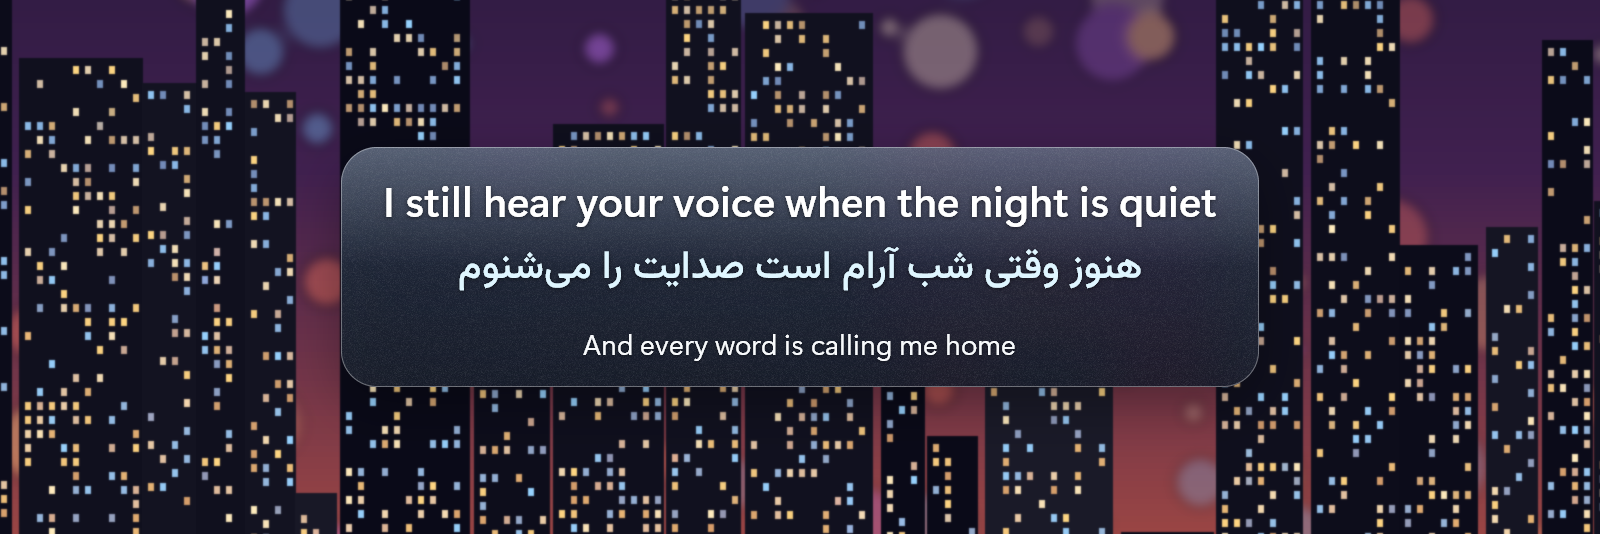 I still hear your voice when the night is quiet
هنوز وقتی شب آرام است صدایت را می‌شنوم
And every word is calling me home